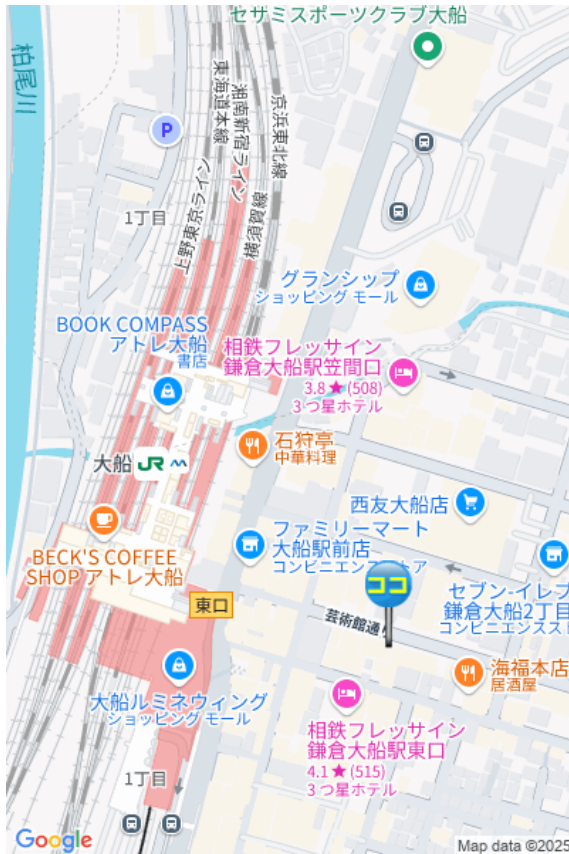 セサミスポーツクラブ大船
柏尾川
東海道本線
湘南新宿ライン
京浜東北線
P
上野東京ライン
横須賀線
1丁目
グランシップ
ショッピング モール
BOOK COMPASS
アトレ大船
書店
相鉄フレッサイン
鎌倉大船駅笠間口
3.8★(508)
3つ星ホテル
石狩亭
中華料理
大船 JR
西友大船店
ファミリーマート
大船駅前店
コンビニエンスストア
BECK'S COFFEE
SHOP アトレ大船
ココ
セブン-イレブ
鎌倉大船2丁目
コンビニエンススト
東口
芸術館通り
海福本店
居酒屋
大船ルミネウィング
ショッピング モール
相鉄フレッサイン
鎌倉大船駅東口
4.1★(515)
3つ星ホテル
1丁目
Google
Map data ©2025